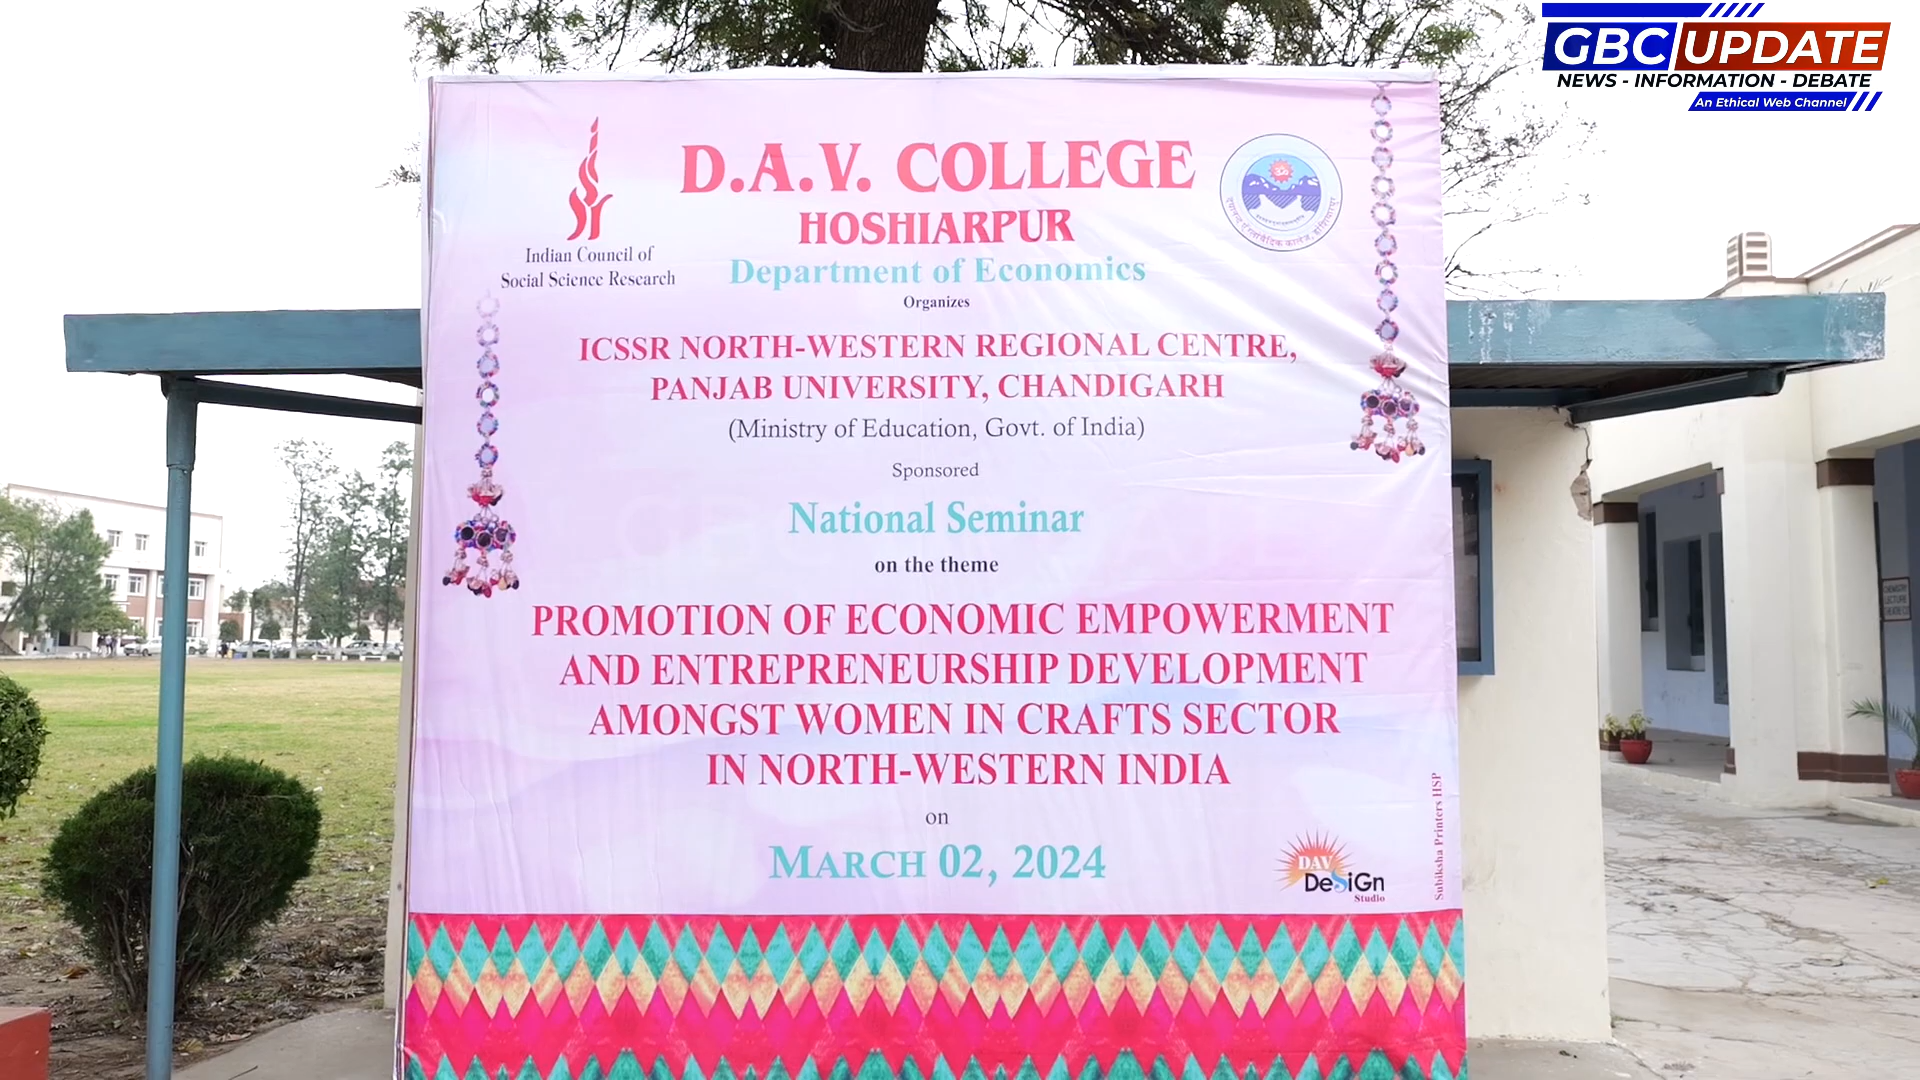 GBC UPDATE
NEWS - INFORMATION - DEBATE
An Ethical Web Channel
D.A.V. COLLEGE
HOSHIARPUR
Indian Council of
Social Science Research
Department of Economics
Organizes
ICSSR NORTH-WESTERN REGIONAL CENTRE,
PANJAB UNIVERSITY, CHANDIGARH
(Ministry of Education, Govt. of India)
Sponsored
National Seminar
on the theme
PROMOTION OF ECONOMIC EMPOWERMENT
AND ENTREPRENEURSHIP DEVELOPMENT
AMONGST WOMEN IN CRAFTS SECTOR
IN NORTH-WESTERN INDIA
on
MARCH 02, 2024
DAV
DeSiGn
Studio
Subiksha Printers HSP
CHEMISTRY
LECTURE
THEATRE